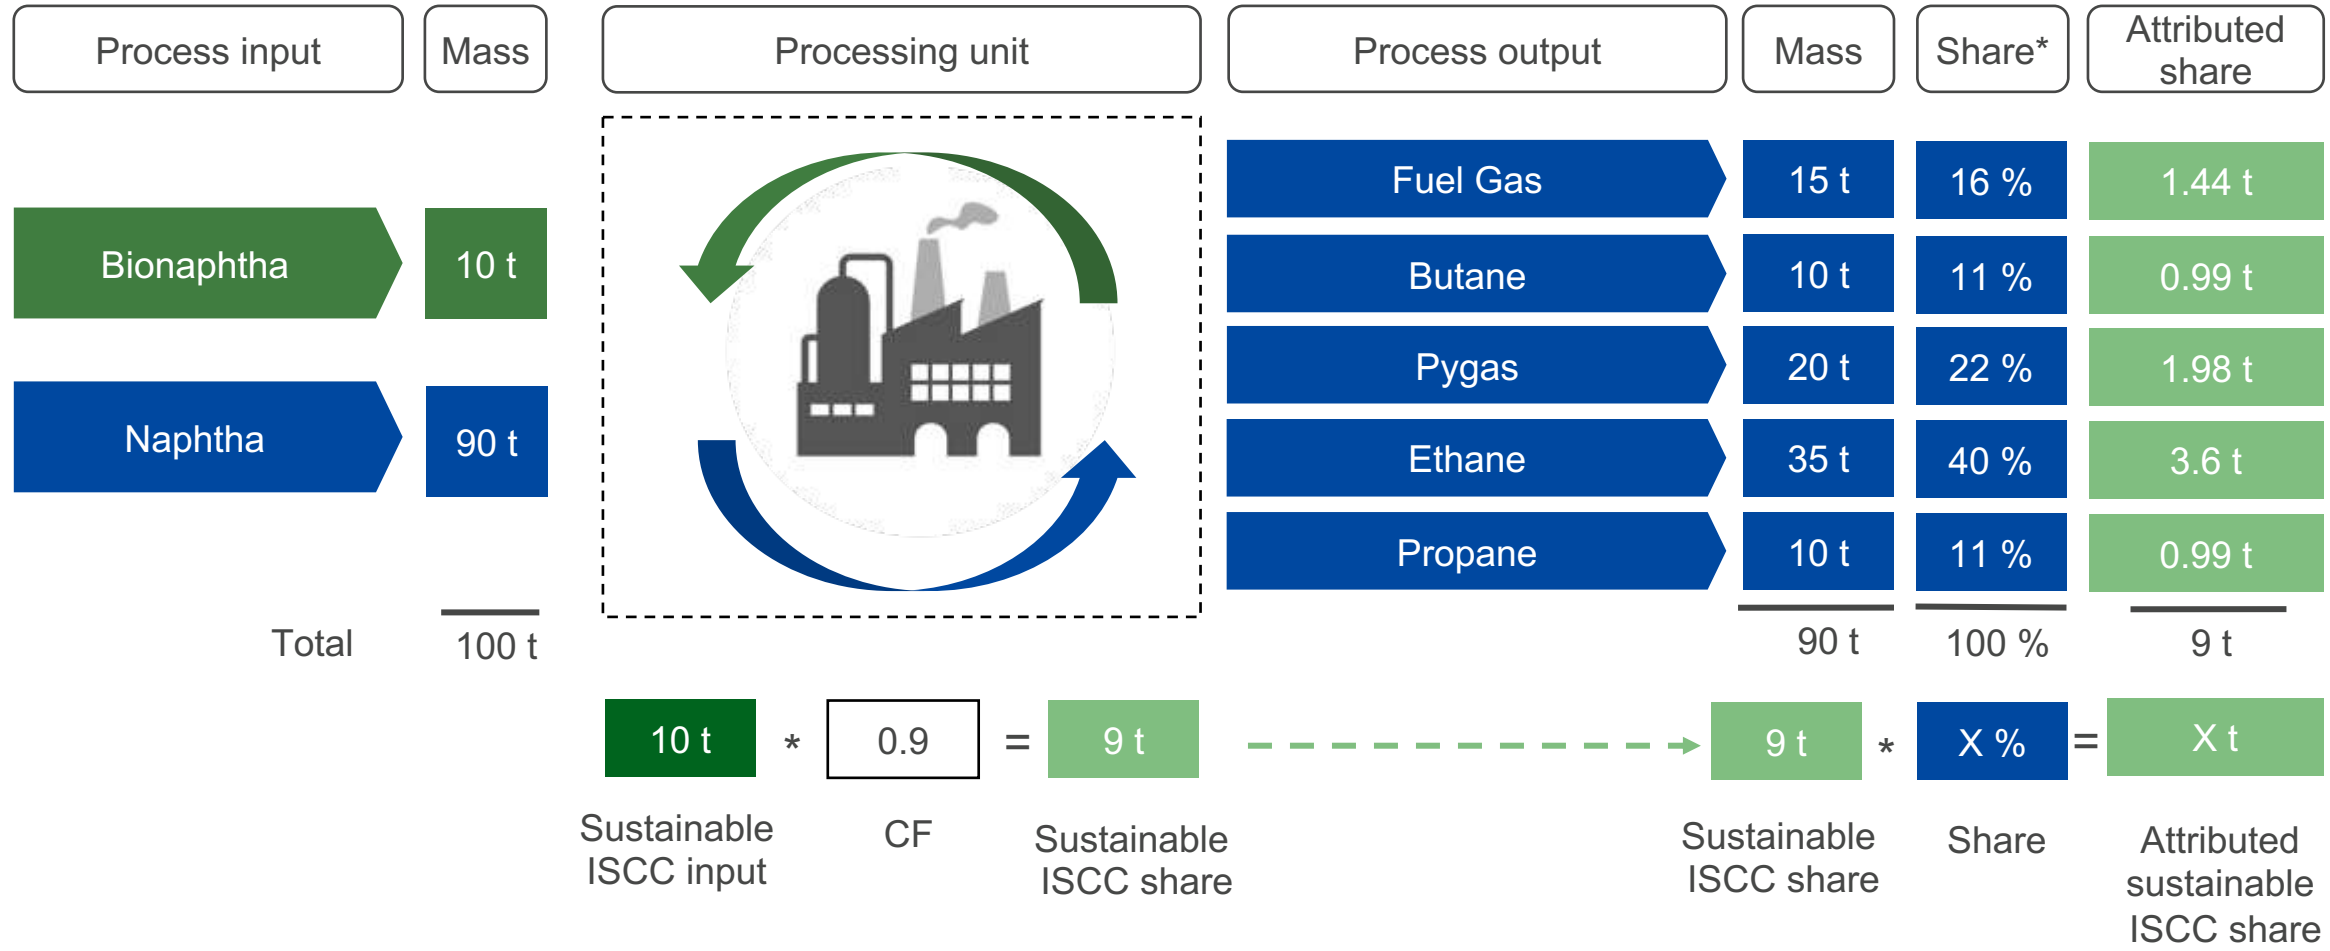 Process input
Mass
Processing unit
Process output
Mass
Share*
Attributed
share
Bionaphtha
10 t
Naphtha
90 t
Total
100 t
Fuel Gas
15 t
16 %
1.44 t
Butane
10 t
11 %
0.99 t
Pygas
20 t
22 %
1.98 t
Ethane
35 t
40 %
3.6 t
Propane
10 t
11 %
0.99 t
90 t
100 %
9 t
10 t
*
0.9
=
9 t
9 t
*
X %
=
X t
Sustainable
ISCC input
CF
Sustainable
ISCC share
Sustainable
ISCC share
Share
Attributed
sustainable
ISCC share